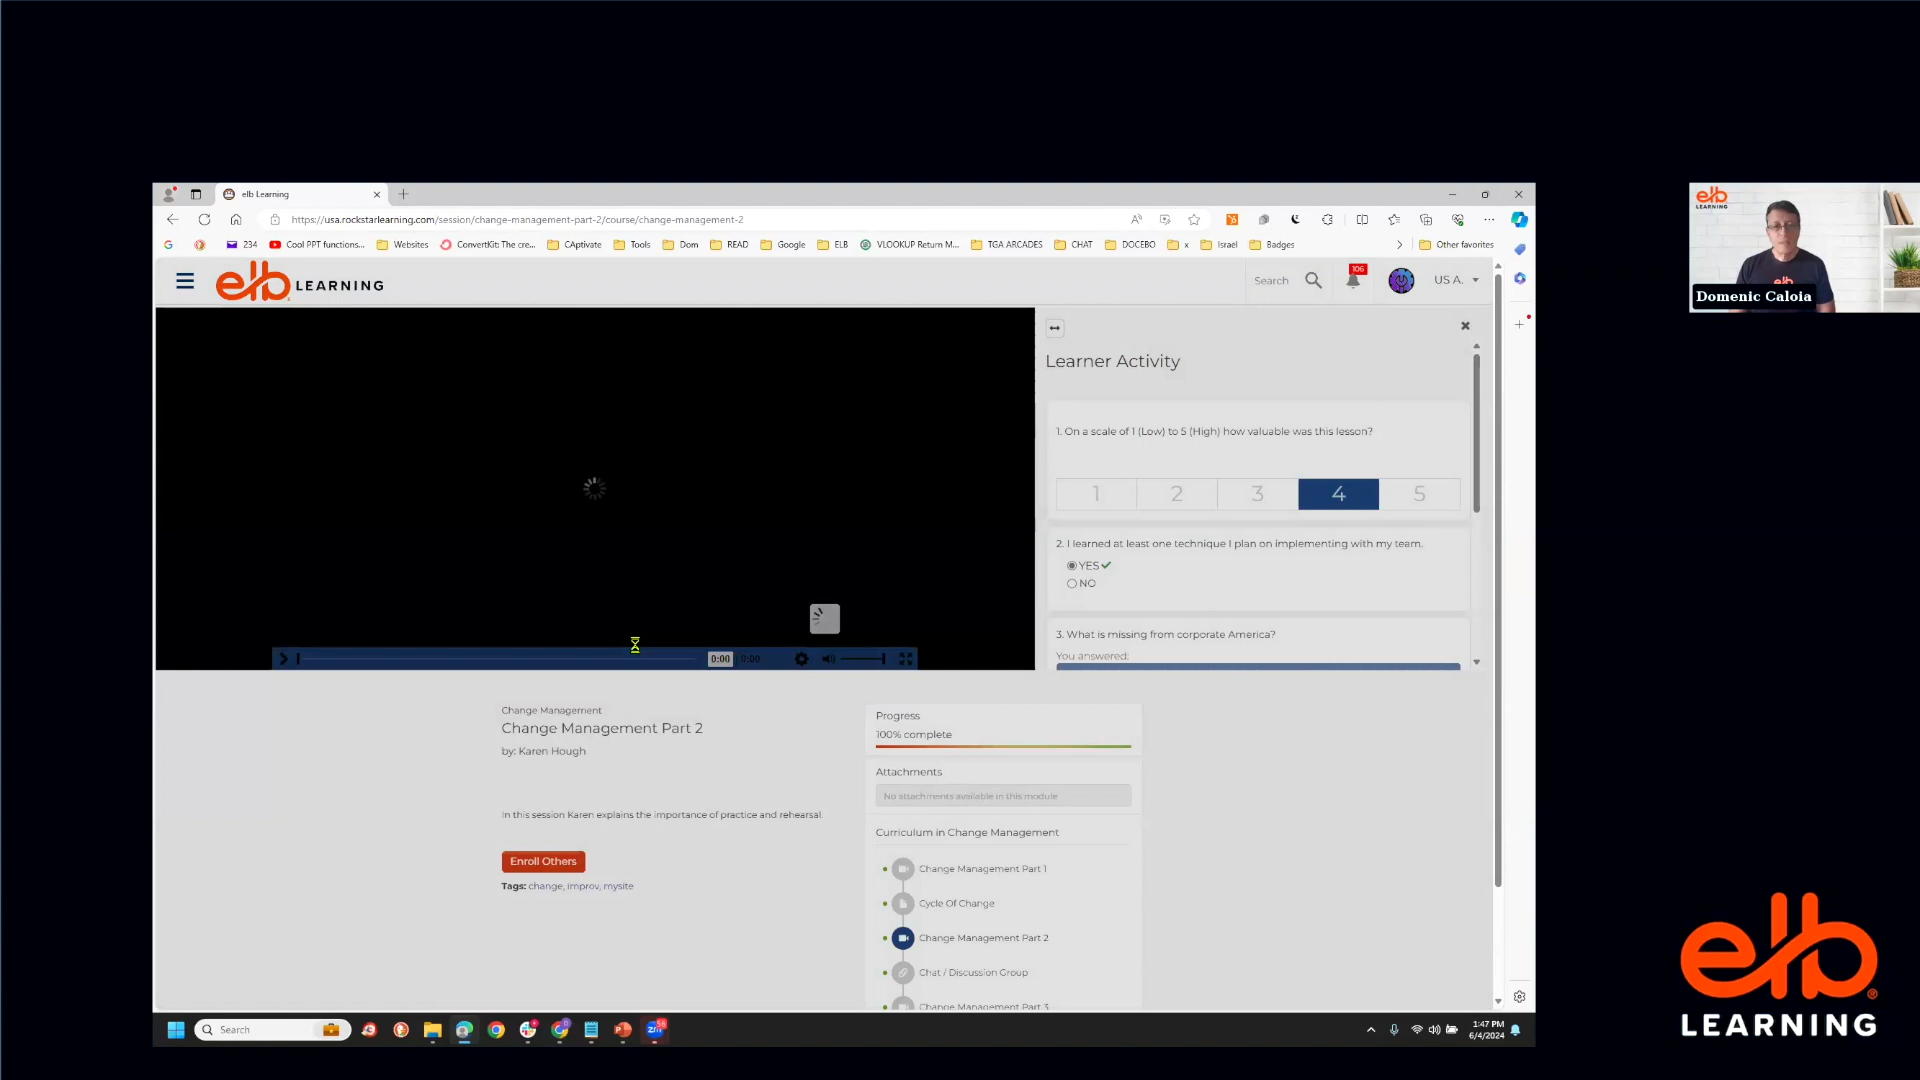 elb Learning
https://usa.rockstarlearning.com/session/change-management-part-2/course/change-management-2
234
Cool PPT functions...
Websites
ConvertKit: The cre...
CAptivate
Tools
Dom
READ
Google
ELB
VLOOKUP Return M...
TGA ARCADES
CHAT
DOCEBO
x
Israel
Badges
Other favorites
elb LEARNING
Search
106
US A.
elb
LEARNING
Domenic Caloia
Learner Activity
1. On a scale of 1 (Low) to 5 (High) how valuable was this lesson?
1 2 3 4 5
2. I learned at least one technique I plan on implementing with my team.
YES
NO
3. What is missing from corporate America?
You answered:
0:00 0:00
Change Management
Change Management Part 2
by: Karen Hough
In this session Karen explains the importance of practice and rehearsal.
Enroll Others
Tags: change, improv, mysite
Progress
100% complete
Attachments
No attachments available in this module
Curriculum in Change Management
Change Management Part 1
Cycle Of Change
Change Management Part 2
Chat / Discussion Group
Change Management Part 3
Search
1:47 PM
6/4/2024
elb
LEARNING